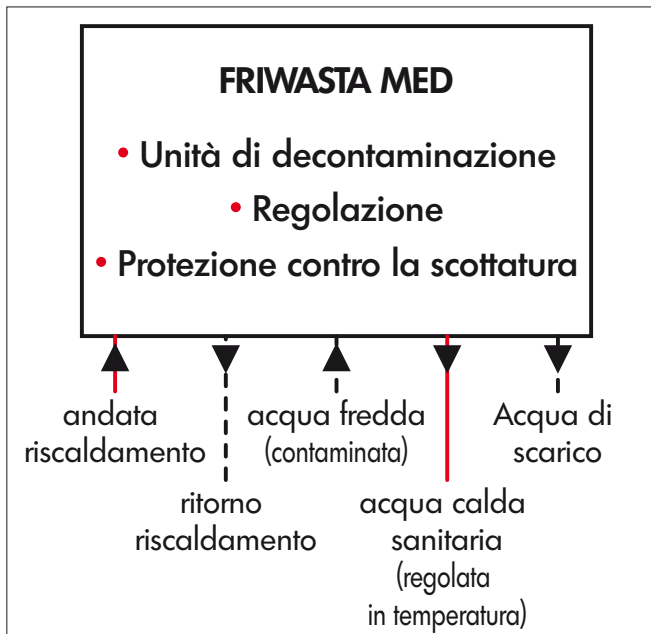 FRIWASTA MED
• Unità di decontaminazione
• Regolazione
• Protezione contro la scottatura
andata
riscaldamento
ritorno
riscaldamento
acqua fredda
(contaminata)
acqua calda
sanitaria
(regolata
in temperatura)
Acqua di
scarico